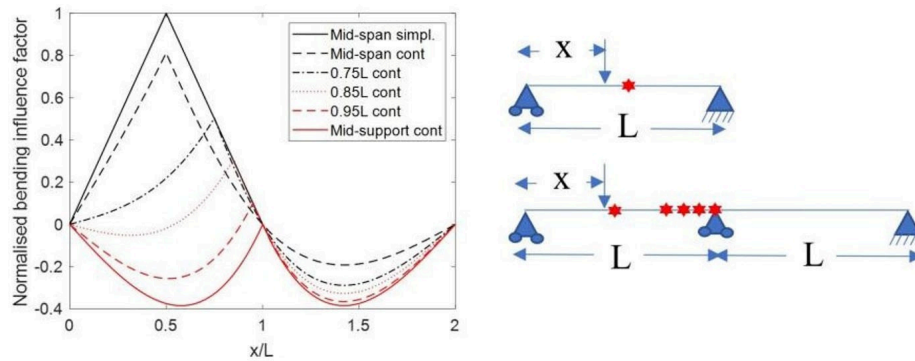 Normalised bending influence factor
1
0.8
0.6
0.4
0.2
0
-0.2
-0.4
0
0.5
1
1.5
2
x/L
Mid-span simpl.
Mid-span cont
0.75L cont
0.85L cont
0.95L cont
Mid-support cont
x
L
x
L
L